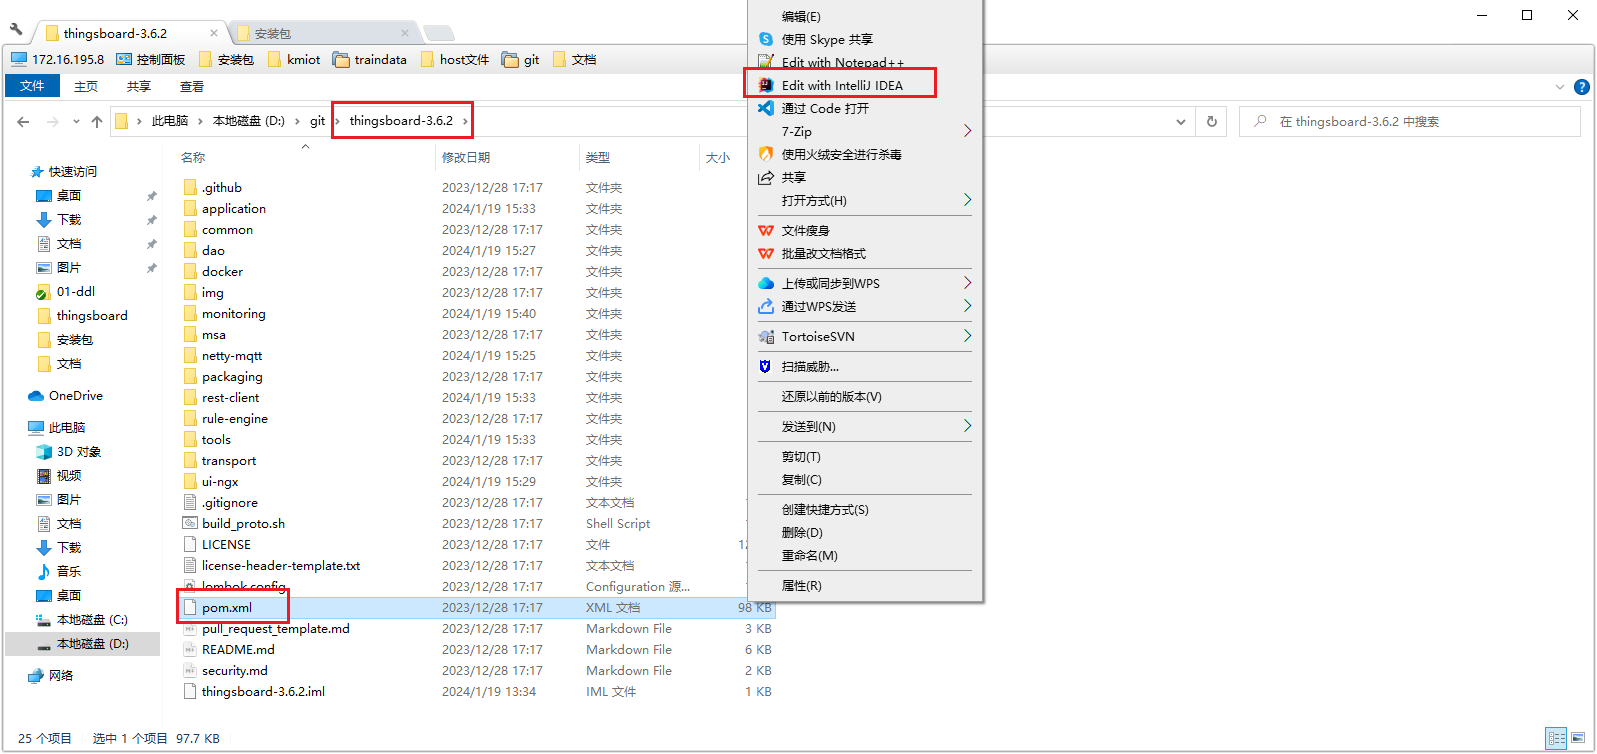 thingsboard-3.6.2
安装包
172.16.195.8 控制面板 安装包 kmiot traindata host文件 git 文档
文件 主页 共享 查看
此电脑 本地磁盘 (D:) git thingsboard-3.6.2
在 thingsboard-3.6.2 中搜索
快速访问
桌面
下载
文档
图片
01-ddl
thingsboard
安装包
文档
OneDrive
此电脑
3D 对象
视频
图片
文档
下载
音乐
桌面
本地磁盘 (C:)
本地磁盘 (D:)
网络
名称 修改日期 类型 大小
.github 2023/12/28 17:17 文件夹
application 2024/1/19 15:33 文件夹
common 2023/12/28 17:17 文件夹
dao 2024/1/19 15:27 文件夹
docker 2023/12/28 17:17 文件夹
img 2023/12/28 17:17 文件夹
monitoring 2024/1/19 15:40 文件夹
msa 2023/12/28 17:17 文件夹
netty-mqtt 2024/1/19 15:25 文件夹
packaging 2023/12/28 17:17 文件夹
rest-client 2024/1/19 15:33 文件夹
rule-engine 2023/12/28 17:17 文件夹
tools 2024/1/19 15:33 文件夹
transport 2023/12/28 17:17 文件夹
ui-ngx 2024/1/19 15:29 文件夹
.gitignore 2023/12/28 17:17 文本文档
build_proto.sh 2023/12/28 17:17 Shell Script
LICENSE 2023/12/28 17:17 文件
license-header-template.txt 2023/12/28 17:17 文本文档
lombok.config 2023/12/28 17:17 Configuration 源...
pom.xml 2023/12/28 17:17 XML 文档 98 KB
pull_request_template.md 2023/12/28 17:17 Markdown File 3 KB
README.md 2023/12/28 17:17 Markdown File 6 KB
security.md 2023/12/28 17:17 Markdown File 2 KB
thingsboard-3.6.2.iml 2024/1/19 13:34 IML 文件 1 KB
编辑(E)
使用 Skype 共享
Edit with Notepad++
Edit with IntelliJ IDEA
通过 Code 打开
7-Zip
使用火绒安全进行杀毒
共享
打开方式(H)
文件瘦身
批量改文档格式
上传或同步到WPS
通过WPS发送
TortoiseSVN
扫描威胁...
还原以前的版本(V)
发送到(N)
剪切(T)
复制(C)
创建快捷方式(S)
删除(D)
重命名(M)
属性(R)
25 个项目 选中 1 个项目 97.7 KB